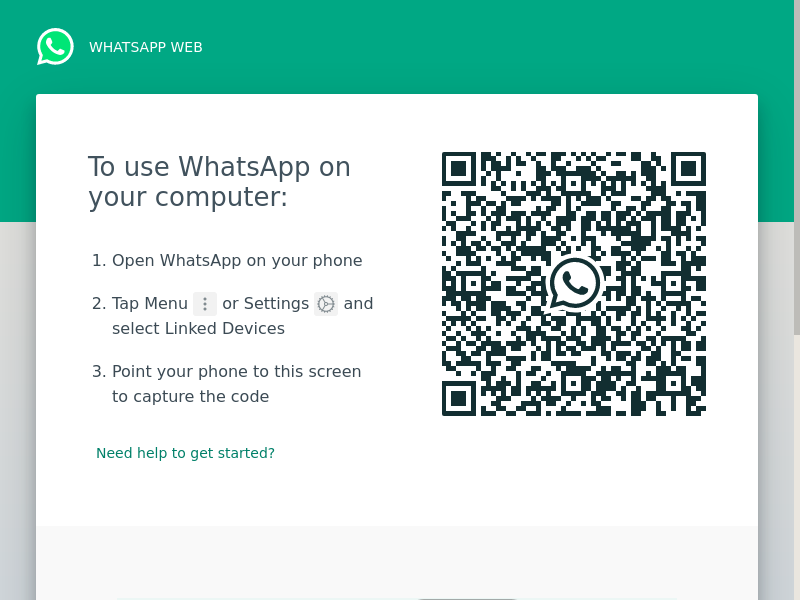 WHATSAPP WEB
To use WhatsApp on
your computer:
1. Open WhatsApp on your phone
2. Tap Menu or Settings and
select Linked Devices
3. Point your phone to this screen
to capture the code
Need help to get started?